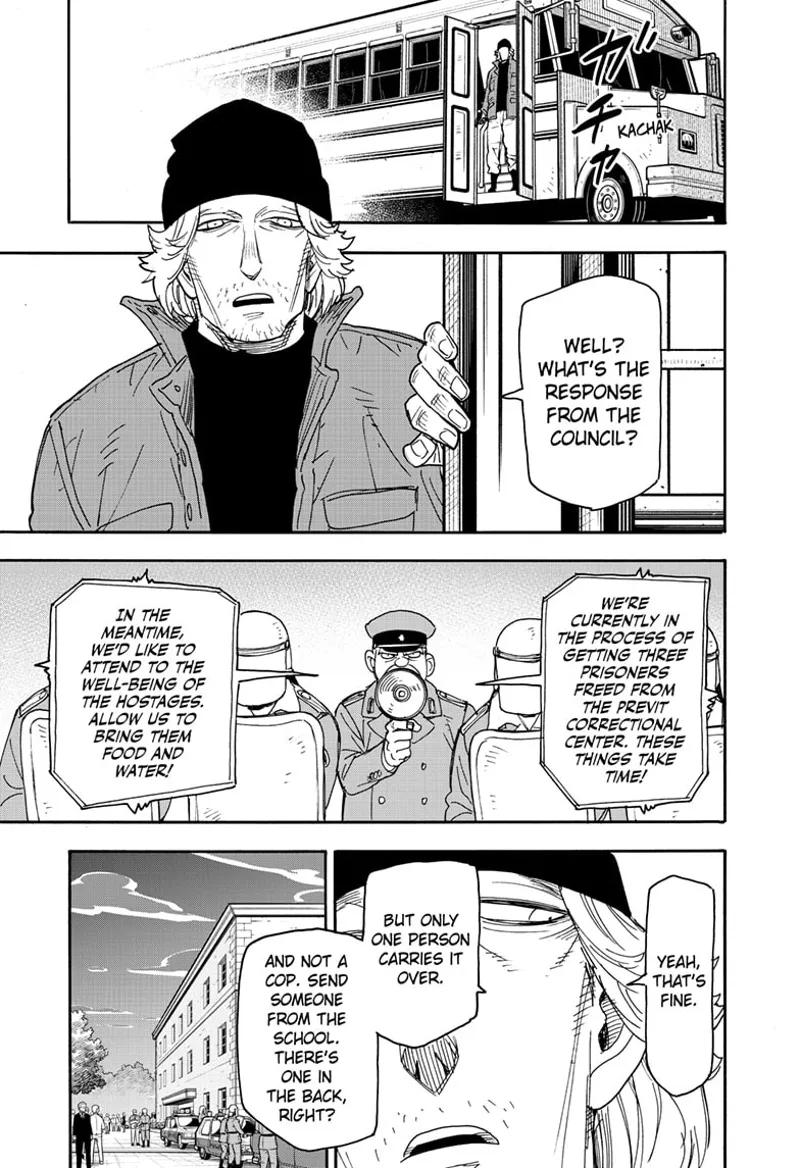 ガチャ
KACHAK
WELL?
WHAT'S THE
RESPONSE
FROM THE
COUNCIL?
WE'RE
CURRENTLY IN
THE PROCESS OF
GETTING THREE
PRISONERS
FREED FROM
THE PREVIT
CORRECTIONAL
CENTER. THESE
THINGS TAKE
TIME!
IN THE
MEANTIME,
WE'D LIKE TO
ATTEND TO THE
WELL-BEING OF
THE HOSTAGES.
ALLOW US TO
BRING THEM
FOOD AND
WATER!
YEAH,
THAT'S
FINE.
BUT ONLY
ONE PERSON
CARRIES IT
OVER.
AND NOT A
COP. SEND
SOMEONE
FROM THE
SCHOOL.
THERE'S
ONE IN
THE BACK,
RIGHT?